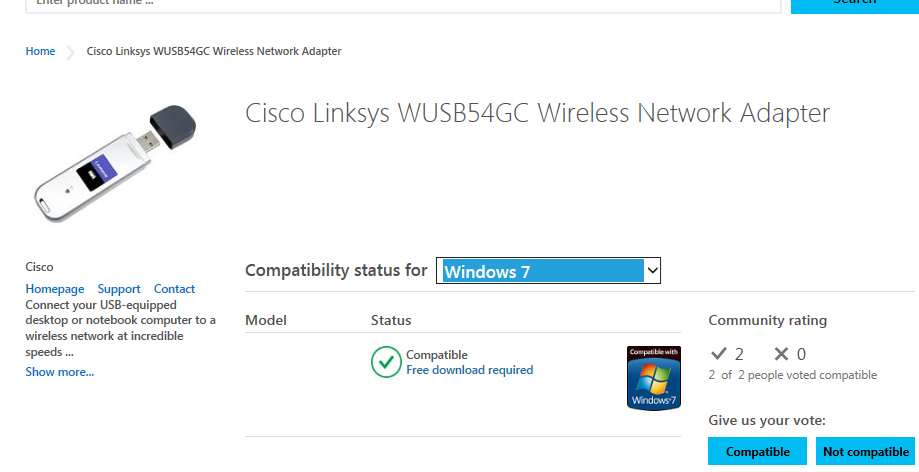 Enter product name ...
Search
Home
Cisco Linksys WUSB54GC Wireless Network Adapter
Cisco Linksys WUSB54GC Wireless Network Adapter
Cisco
Homepage Support Contact
Connect your USB-equipped
desktop or notebook computer to a
wireless network at incredible
speeds ...
Show more...
Compatibility status for Windows 7
Model Status
Compatible
Free download required
Compatible with
Windows 7
Community rating
2 0
2 of 2 people voted compatible
Give us your vote:
Compatible Not compatible